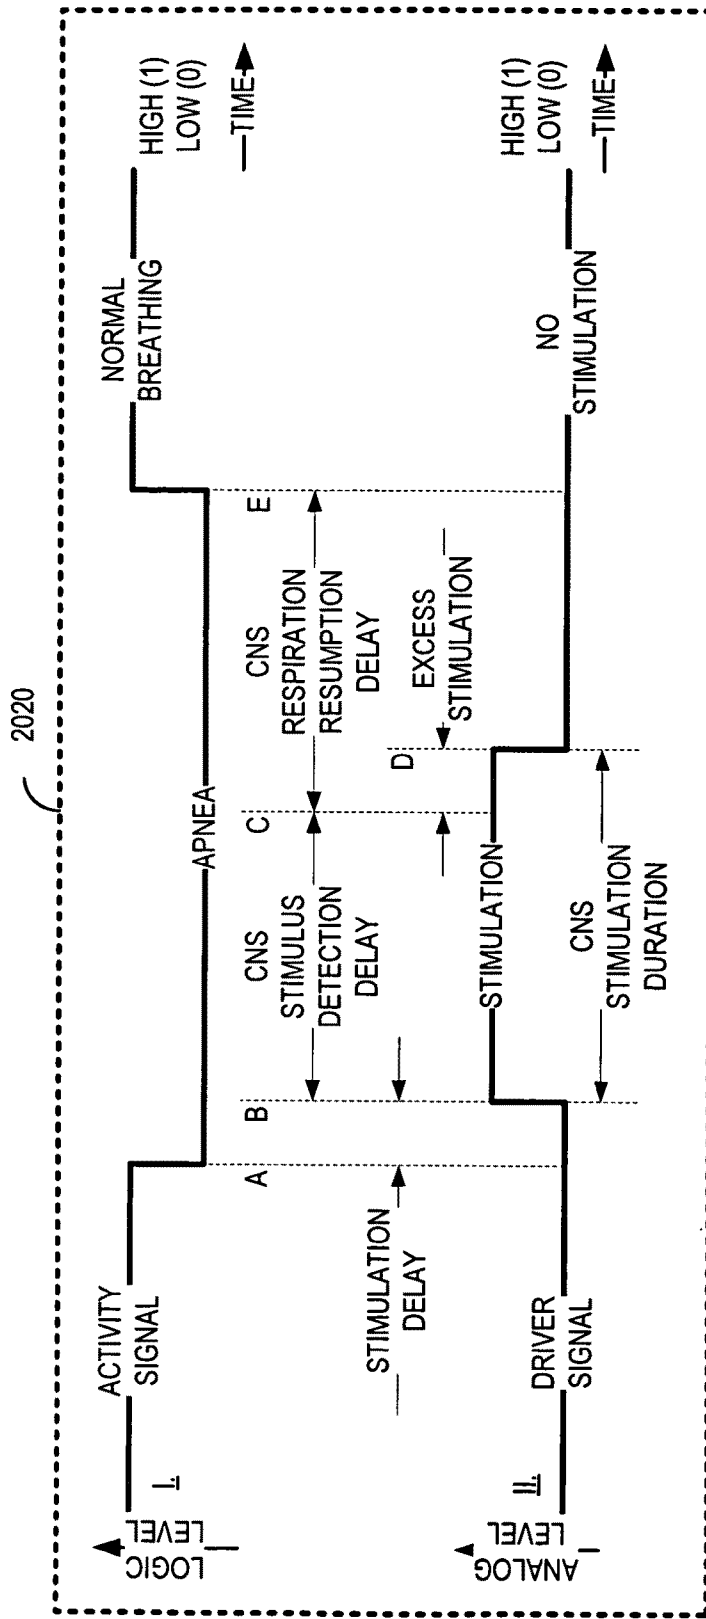 2020
LOGIC
LEVEL
I.
ACTIVITY
SIGNAL
APNEA
NORMAL
BREATHING
HIGH (1)
LOW (0)
TIME
A
B
C
D
E
STIMULATION
DELAY
CNS
STIMULUS
DETECTION
DELAY
CNS
RESPIRATION
RESUMPTION
DELAY
EXCESS
STIMULATION
ANALOG
LEVEL
II.
DRIVER
SIGNAL
STIMULATION
NO
STIMULATION
HIGH (1)
LOW (0)
TIME
CNS
STIMULATION
DURATION